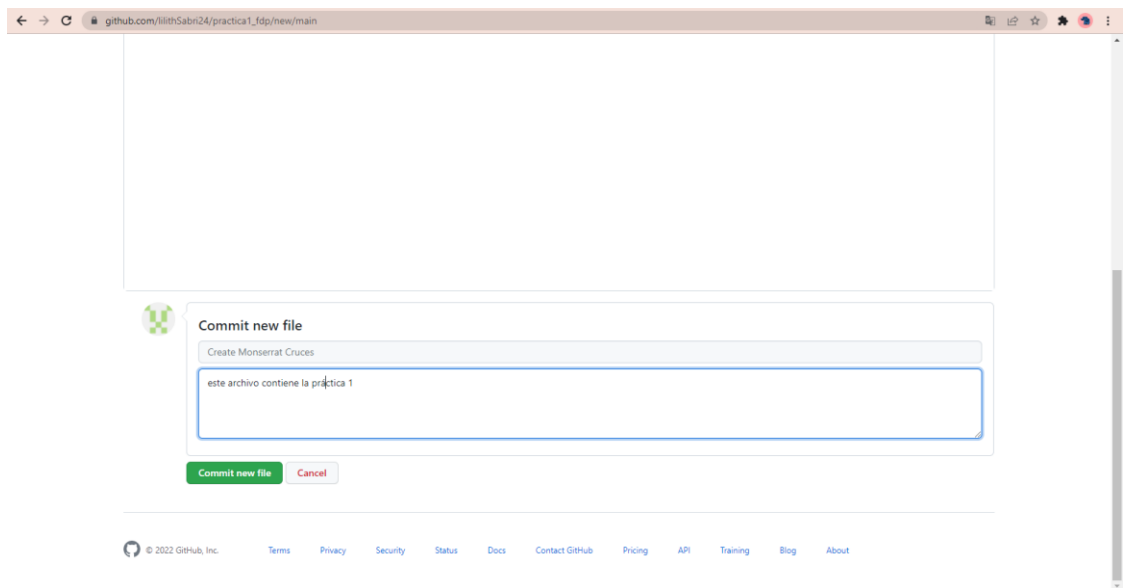 github.com/lilithSabri24/practica1_fdp/new/main
Commit new file
Create Monserrat Cruces
este archivo contiene la práctica 1
Commit new file Cancel
© 2022 GitHub, Inc. Terms Privacy Security Status Docs Contact GitHub Pricing API Training Blog About